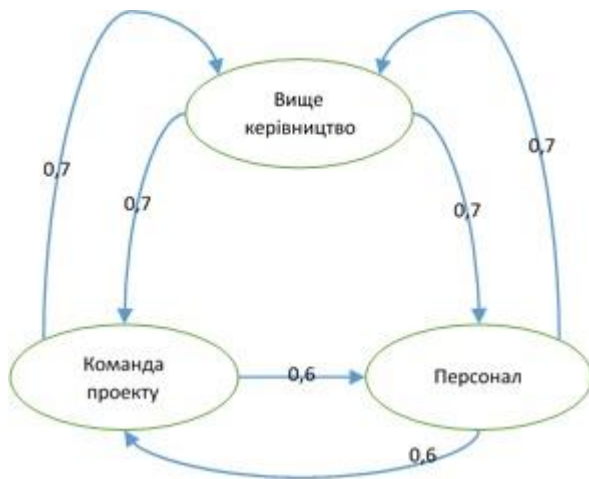 Вище
керівництво
0,7
0,7
0,7
0,7
Команда
проекту
0,6
Персонал
0,6